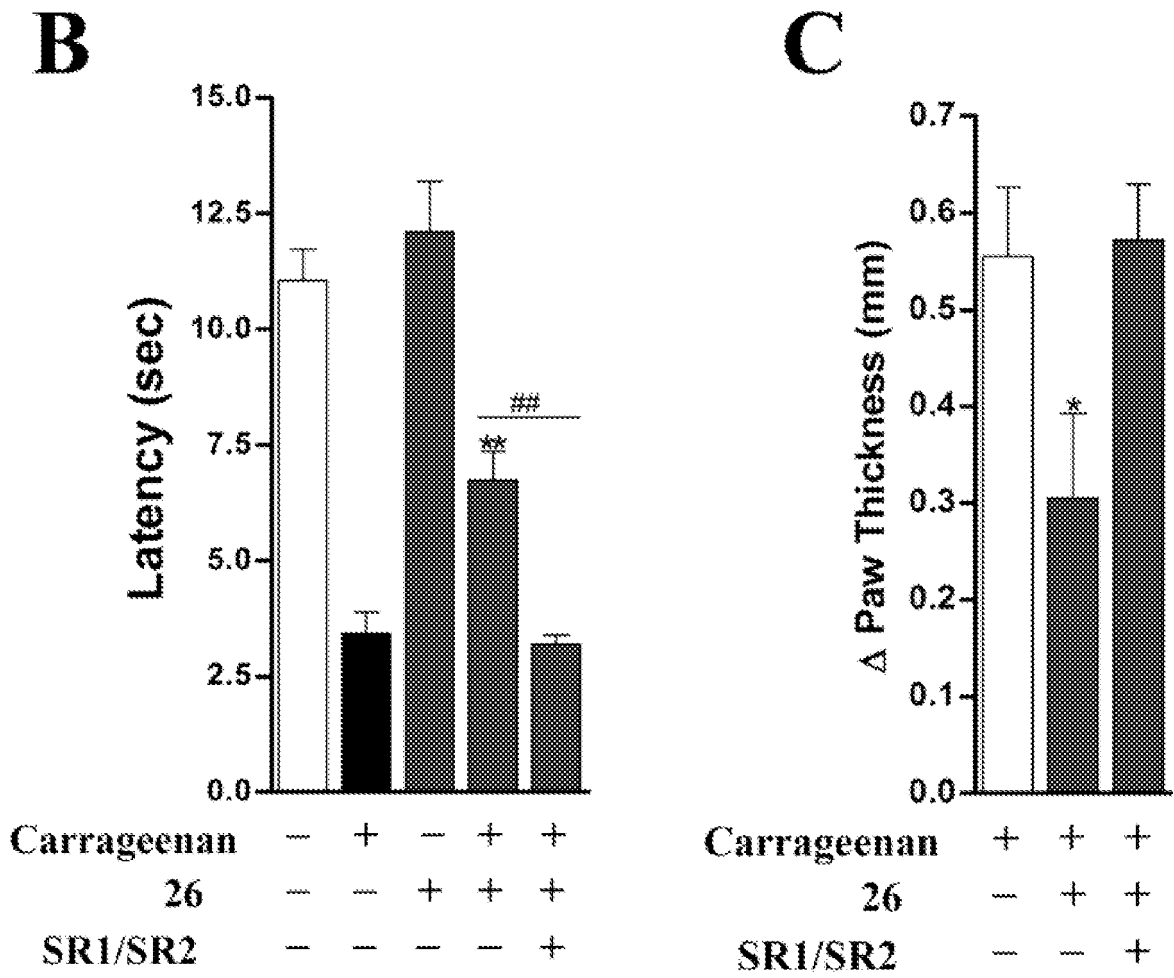 B
15.0
12.5
10.0
7.5
5.0
2.5
0.0
Latency (sec)
##
**
Carrageenan − + − + +
26 − − + + +
SR1/SR2 − − − − +
C
0.7
0.6
0.5
0.4
0.3
0.2
0.1
0.0
Δ Paw Thickness (mm)
*
Carrageenan + + +
26 − + +
SR1/SR2 − − +